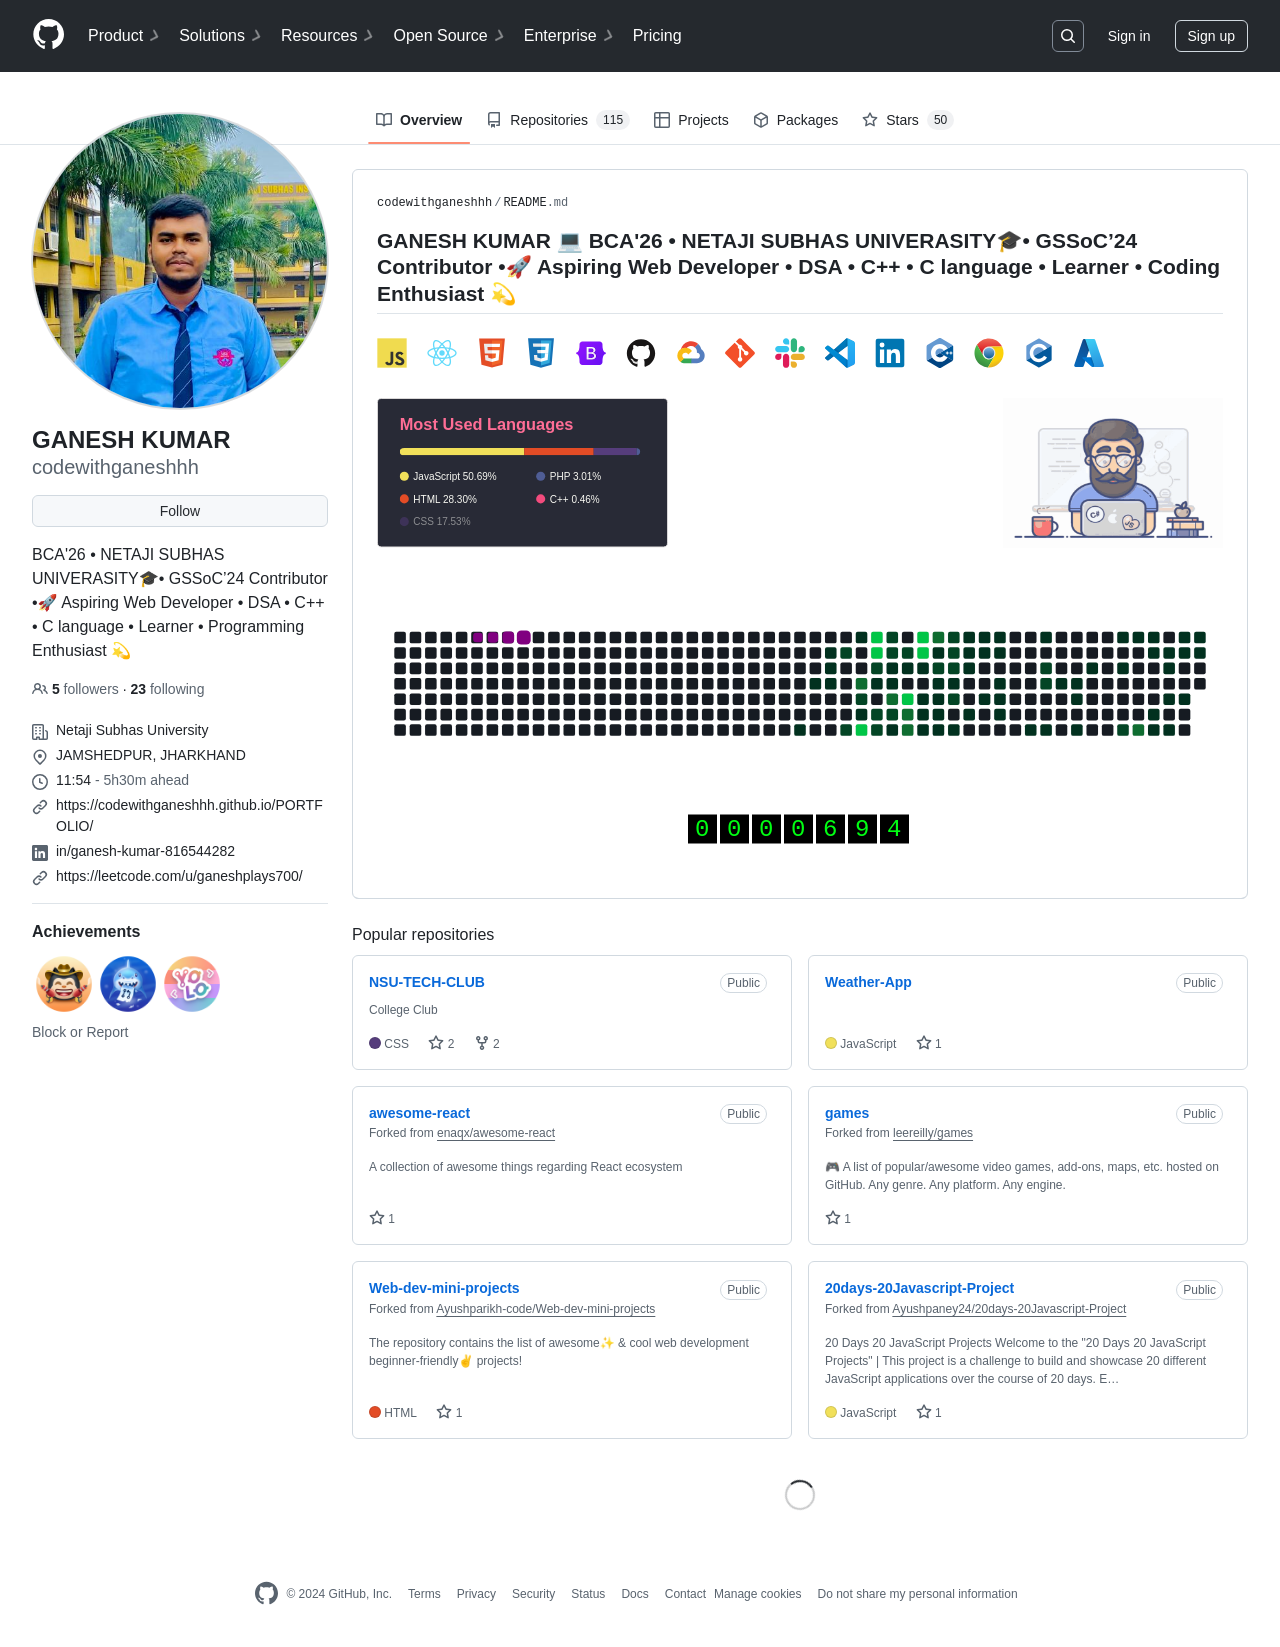 Product
Solutions
Resources
Open Source
Enterprise
Pricing
Sign in
Sign up
Overview
Repositories 115
Projects
Packages
Stars 50
GANESH KUMAR
codewithganeshhh
Follow
BCA'26 • NETAJI SUBHAS
UNIVERASITY🎓• GSSoC’24 Contributor
•🚀 Aspiring Web Developer • DSA • C++
• C language • Learner • Programming
Enthusiast 💫
5 followers · 23 following
Netaji Subhas University
JAMSHEDPUR, JHARKHAND
11:54 - 5h30m ahead
https://codewithganeshhh.github.io/PORTF
OLIO/
in/ganesh-kumar-816544282
https://leetcode.com/u/ganeshplays700/
Achievements
YOLO
Block or Report
codewithganeshhh/README.md
GANESH KUMAR 💻 BCA'26 • NETAJI SUBHAS UNIVERASITY🎓• GSSoC’24
Contributor •🚀 Aspiring Web Developer • DSA • C++ • C language • Learner • Coding
Enthusiast 💫
JS
Most Used Languages
JavaScript 50.69%
PHP 3.01%
HTML 28.30%
C++ 0.46%
CSS 17.53%
C#
0000694
Popular repositories
NSU-TECH-CLUB
Public
College Club
CSS
2
2
Weather-App
Public
JavaScript
1
awesome-react
Public
Forked from enaqx/awesome-react
A collection of awesome things regarding React ecosystem
1
games
Public
Forked from leereilly/games
🎮 A list of popular/awesome video games, add-ons, maps, etc. hosted on
GitHub. Any genre. Any platform. Any engine.
1
Web-dev-mini-projects
Public
Forked from Ayushparikh-code/Web-dev-mini-projects
The repository contains the list of awesome✨ & cool web development
beginner-friendly✌️ projects!
HTML
1
20days-20Javascript-Project
Public
Forked from Ayushpaney24/20days-20Javascript-Project
20 Days 20 JavaScript Projects Welcome to the "20 Days 20 JavaScript
Projects" | This project is a challenge to build and showcase 20 different
JavaScript applications over the course of 20 days. E…
JavaScript
1
© 2024 GitHub, Inc.
Terms
Privacy
Security
Status
Docs
Contact
Manage cookies
Do not share my personal information